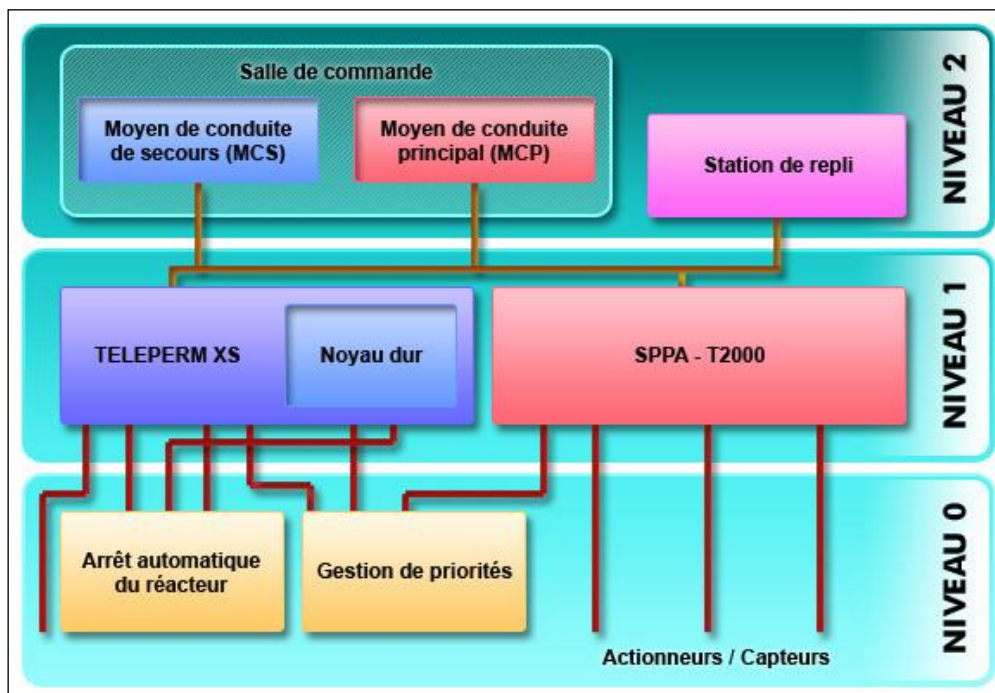 Salle de commande
Moyen de conduite
de secours (MCS)
Moyen de conduite
principal (MCP)
Station de repli
NIVEAU 2
TELEPERM XS
Noyau dur
SPPA - T2000
NIVEAU 1
Arrêt automatique
du réacteur
Gestion de priorités
Actionneurs / Capteurs
NIVEAU 0